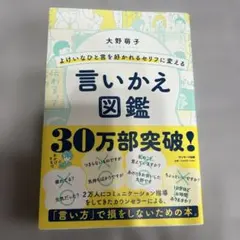 大野萌子
よけいなひと言を好かれるセリフに変える
言いかえ
図鑑
30万部突破!
2万人にコミュニケーション指導
をしてきたカウンセラーによる、
「言い方」で損をしないための本。